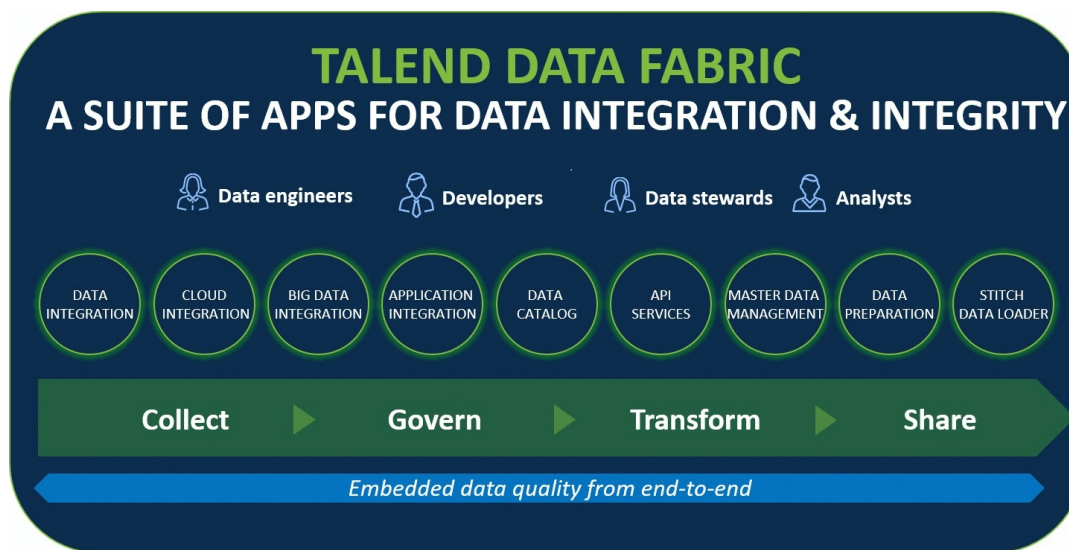 TALEND DATA FABRIC
A SUITE OF APPS FOR DATA INTEGRATION & INTEGRITY
Data engineers
Developers
Data stewards
Analysts
DATA
INTEGRATION
CLOUD
INTEGRATION
BIG DATA
INTEGRATION
APPLICATION
INTEGRATION
DATA
CATALOG
API
SERVICES
MASTER DATA
MANAGEMENT
DATA
PREPARATION
STITCH
DATA LOADER
Collect
Govern
Transform
Share
Embedded data quality from end-to-end